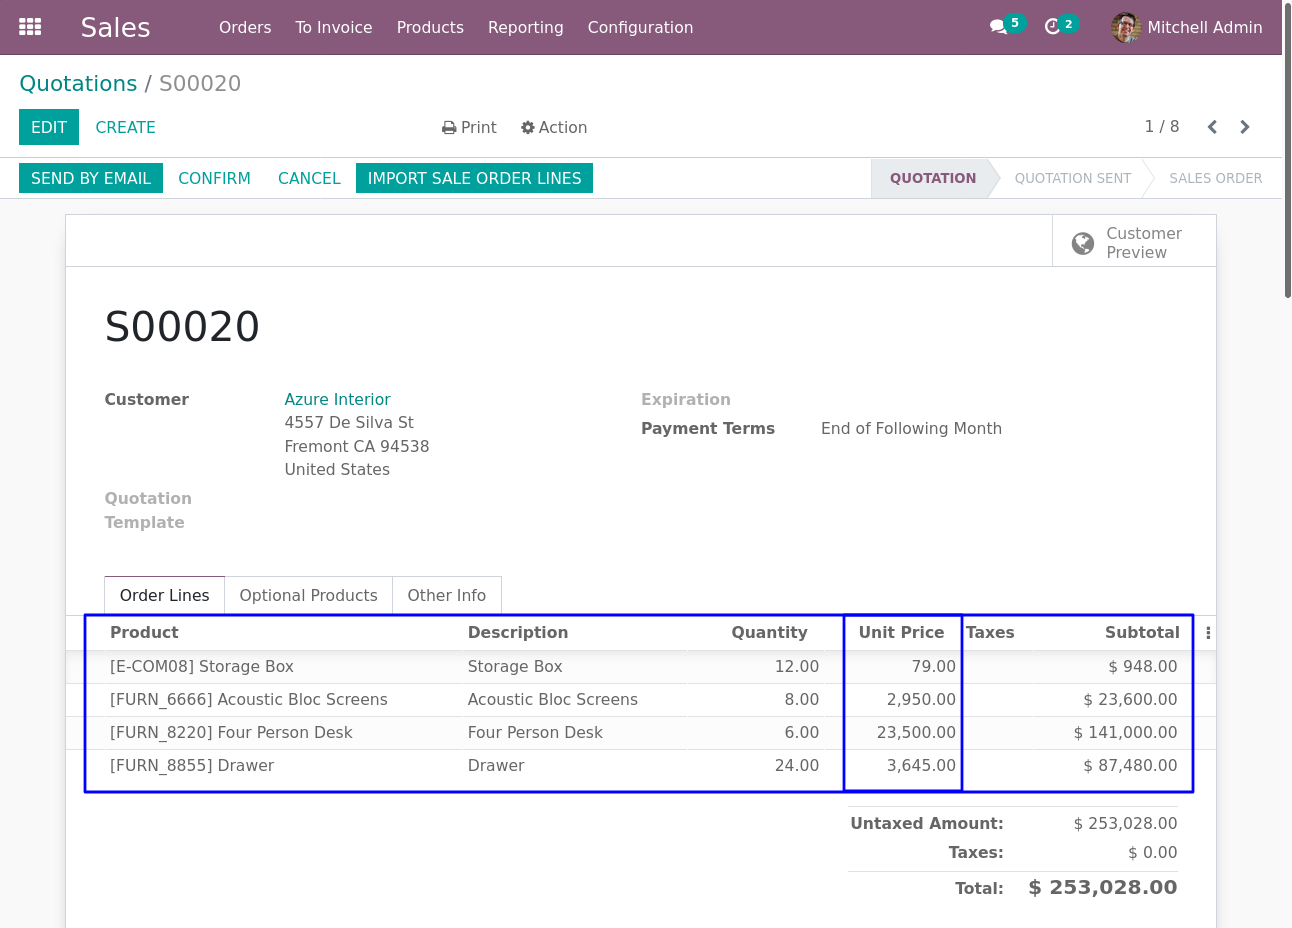 Sales Orders To Invoice Products Reporting Configuration 5 2 Mitchell Admin
Quotations / S00020
EDIT CREATE Print Action 1 / 8
SEND BY EMAIL CONFIRM CANCEL IMPORT SALE ORDER LINES QUOTATION QUOTATION SENT SALES ORDER
Customer
Preview
S00020
Customer Azure Interior Expiration
4557 De Silva St Payment Terms End of Following Month
Fremont CA 94538
United States
Quotation
Template
Order Lines Optional Products Other Info
Product Description Quantity Unit Price Taxes Subtotal
[E-COM08] Storage Box Storage Box 12.00 79.00 $ 948.00
[FURN_6666] Acoustic Bloc Screens Acoustic Bloc Screens 8.00 2,950.00 $ 23,600.00
[FURN_8220] Four Person Desk Four Person Desk 6.00 23,500.00 $ 141,000.00
[FURN_8855] Drawer Drawer 24.00 3,645.00 $ 87,480.00
Untaxed Amount: $ 253,028.00
Taxes: $ 0.00
Total: $ 253,028.00